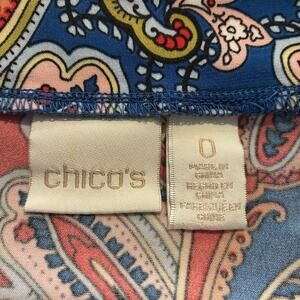 chico's
0
MADE IN
CHINA
HECHO EN
CHINA
FABRIQUÉ EN
CHINE